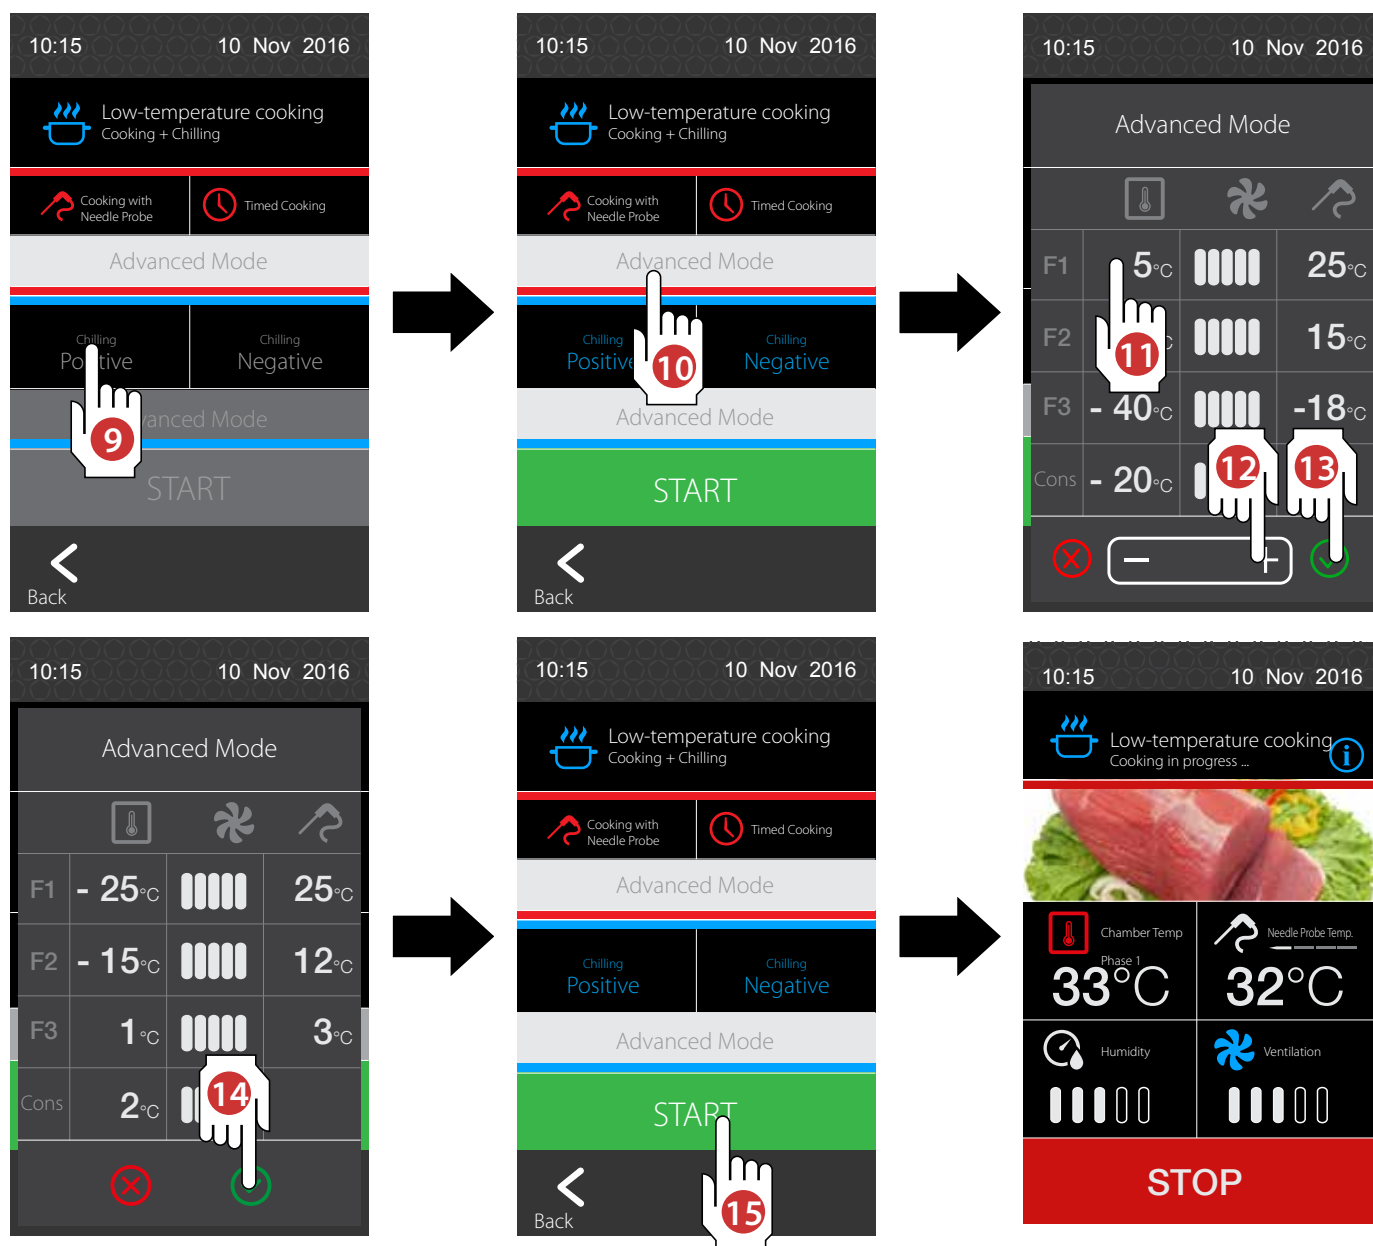 10:15 10 Nov 2016
Low-temperature cooking
Cooking + Chilling
Cooking with
Needle Probe
Timed Cooking
Advanced Mode
Chilling
Positive
Chilling
Negative
vanced Mode
START
Back
9
10:15 10 Nov 2016
Low-temperature cooking
Cooking + Chilling
Cooking with
Needle Probe
Timed Cooking
Advanced Mode
Chilling
Positive
Chilling
Negative
Advanced Mode
START
Back
10
10:15 10 Nov 2016
Advanced Mode
F1 5°C 25°C
F2 C 15°C
F3 - 40°C -18°C
Cons - 20°C
11
12
13
10:15 10 Nov 2016
Advanced Mode
F1 - 25°C 25°C
F2 - 15°C 12°C
F3 1°C 3°C
Cons 2°C
14
10:15 10 Nov 2016
Low-temperature cooking
Cooking + Chilling
Cooking with
Needle Probe
Timed Cooking
Advanced Mode
Chilling
Positive
Chilling
Negative
Advanced Mode
START
Back
15
10:15 10 Nov 2016
Low-temperature cooking
Cooking in progress ...
i
Chamber Temp
Phase 1
33°C
Needle Probe Temp.
32°C
Humidity
Ventilation
STOP